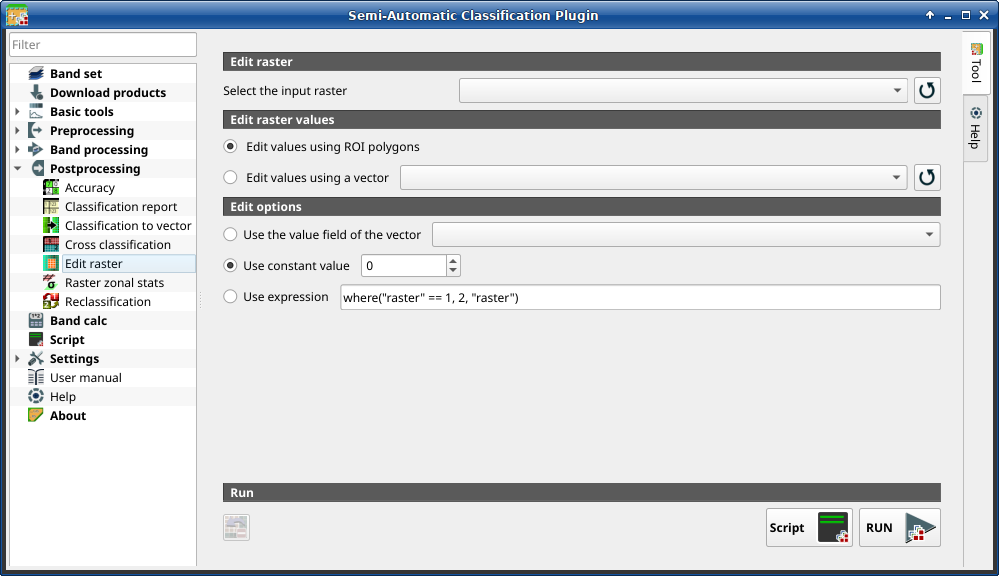 Semi-Automatic Classification Plugin
Filter
Band set
Download products
Basic tools
Preprocessing
Band processing
Postprocessing
Accuracy
Classification report
Classification to vector
Cross classification
Edit raster
Raster zonal stats
Reclassification
Band calc
Script
Settings
User manual
Help
About
Edit raster
Select the input raster
Edit raster values
Edit values using ROI polygons
Edit values using a vector
Edit options
Use the value field of the vector
Use constant value 0
Use expression where("raster" == 1, 2, "raster")
Run
Script RUN
Tool
Help